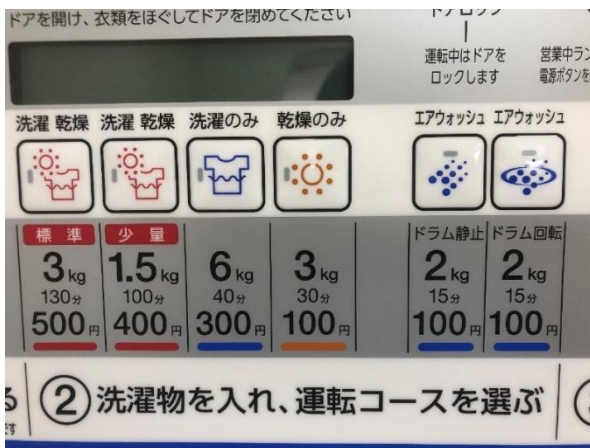 ドアを開け、衣類をほぐしてドアを閉めてください
ドアロック
運転中はドアを
ロックします
営業中ラン
電源ボタンを
洗濯 乾燥 洗濯 乾燥 洗濯のみ 乾燥のみ エアウォッシュ エアウォッシュ
標準 少量 ドラム静止 ドラム回転
3kg 1.5kg 6kg 3kg 2kg 2kg
130分 100分 40分 30分 15分 15分
500円 400円 300円 100円 100円 100円
る
です
②洗濯物を入れ、運転コースを選ぶ